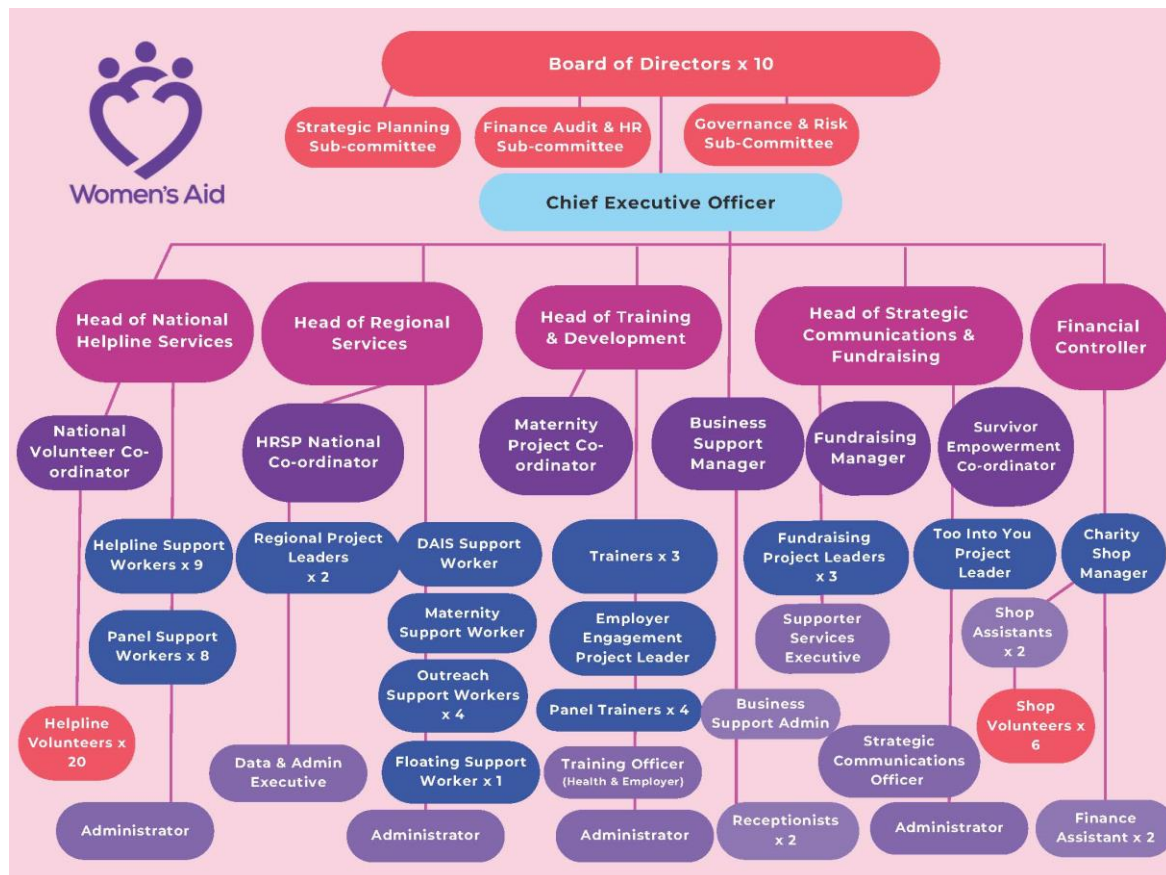 Board of Directors x 10
Strategic Planning
Sub-committee
Finance Audit & HR
Sub-committee
Governance & Risk
Sub-Committee
Women's Aid
Chief Executive Officer
Head of National
Helpline Services
Head of Regional
Services
Head of Training
& Development
Head of Strategic
Communications &
Fundraising
Financial
Controller
National
Volunteer Co-
ordinator
HRSP National
Co-ordinator
Maternity
Project Co-
ordinator
Business
Support
Manager
Fundraising
Manager
Survivor
Empowerment
Co-ordinator
Helpline Support
Workers x 9
Regional Project
Leaders
x 2
DAIS Support
Worker
Trainers x 3
Fundraising
Project Leaders
x 3
Too Into You
Project
Leader
Charity
Shop
Manager
Panel Support
Workers x 8
Maternity
Support Worker
Employer
Engagement
Project Leader
Supporter
Services
Executive
Shop
Assistants
x 2
Outreach
Support Workers
x 4
Panel Trainers x 4
Business
Support Admin
Shop
Volunteers x
6
Helpline
Volunteers x
20
Data & Admin
Executive
Floating Support
Worker x 1
Training Officer
(Health & Employer)
Strategic
Communications
Officer
Administrator
Administrator
Administrator
Receptionists
x 2
Administrator
Finance
Assistant x 2